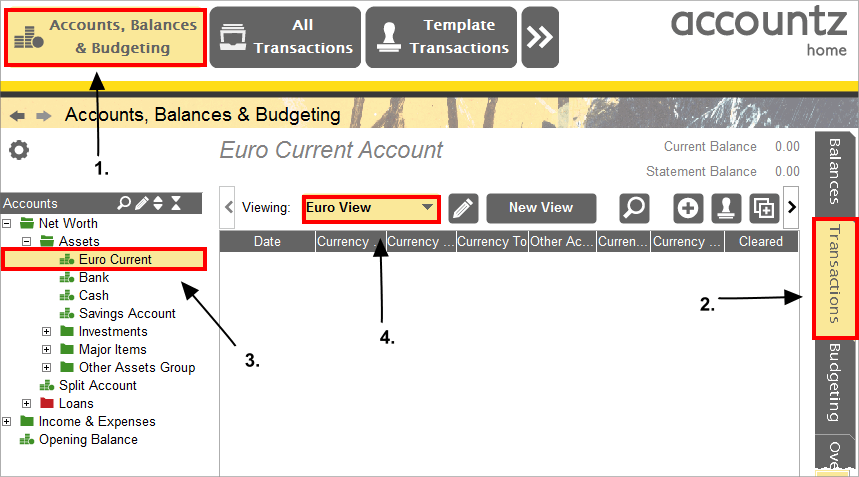 Accounts, Balances
& Budgeting
All
Transactions
Template
Transactions
accountz
home
Accounts, Balances & Budgeting
1.
Euro Current Account
Current Balance 0.00
Statement Balance 0.00
Balances
Transactions
Budgeting
Ove
Accounts
Viewing: Euro View New View
Date Currency ... Currency ... Currency To Other Ac... Curren... Currency ... Cleared
Net Worth
Assets
Euro Current
Bank
Cash
Savings Account
Investments
Major Items
Other Assets Group
Split Account
Loans
Income & Expenses
Opening Balance
2.
3.
4.